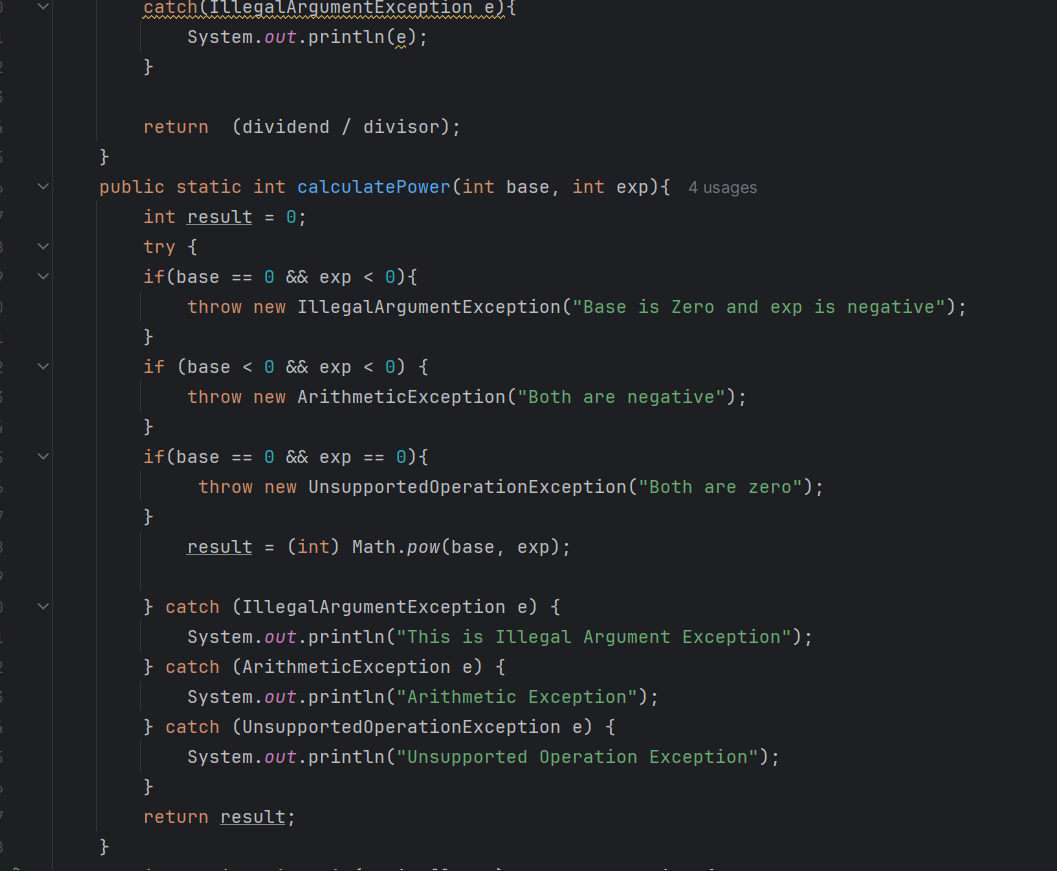 catch(IllegalArgumentException e){
System.out.println(e);
}
return  (dividend / divisor);
}
public static int calculatePower(int base, int exp){  4 usages
int result = 0;
try {
if(base == 0 && exp < 0){
throw new IllegalArgumentException("Base is Zero and exp is negative");
}
if (base < 0 && exp < 0) {
throw new ArithmeticException("Both are negative");
}
if(base == 0 && exp == 0){
throw new UnsupportedOperationException("Both are zero");
}
result = (int) Math.pow(base, exp);
} catch (IllegalArgumentException e) {
System.out.println("This is Illegal Argument Exception");
} catch (ArithmeticException e) {
System.out.println("Arithmetic Exception");
} catch (UnsupportedOperationException e) {
System.out.println("Unsupported Operation Exception");
}
return result;
}